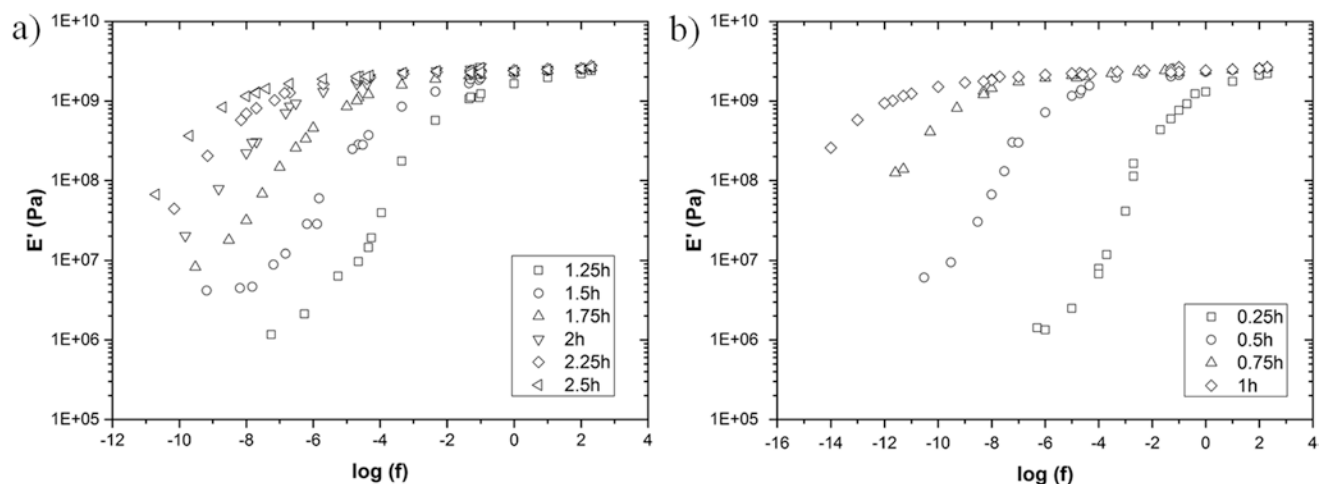 a)
1E+10
1E+09
1E+08
1E+07
1E+06
1E+05
E' (Pa)
1.25h
1.5h
1.75h
2h
2.25h
2.5h
-12 -10 -8 -6 -4 -2 0 2 4
log (f)
b)
1E+10
1E+09
1E+08
1E+07
1E+06
1E+05
E' (Pa)
0.25h
0.5h
0.75h
1h
-16 -14 -12 -10 -8 -6 -4 -2 0 2 4
log (f)